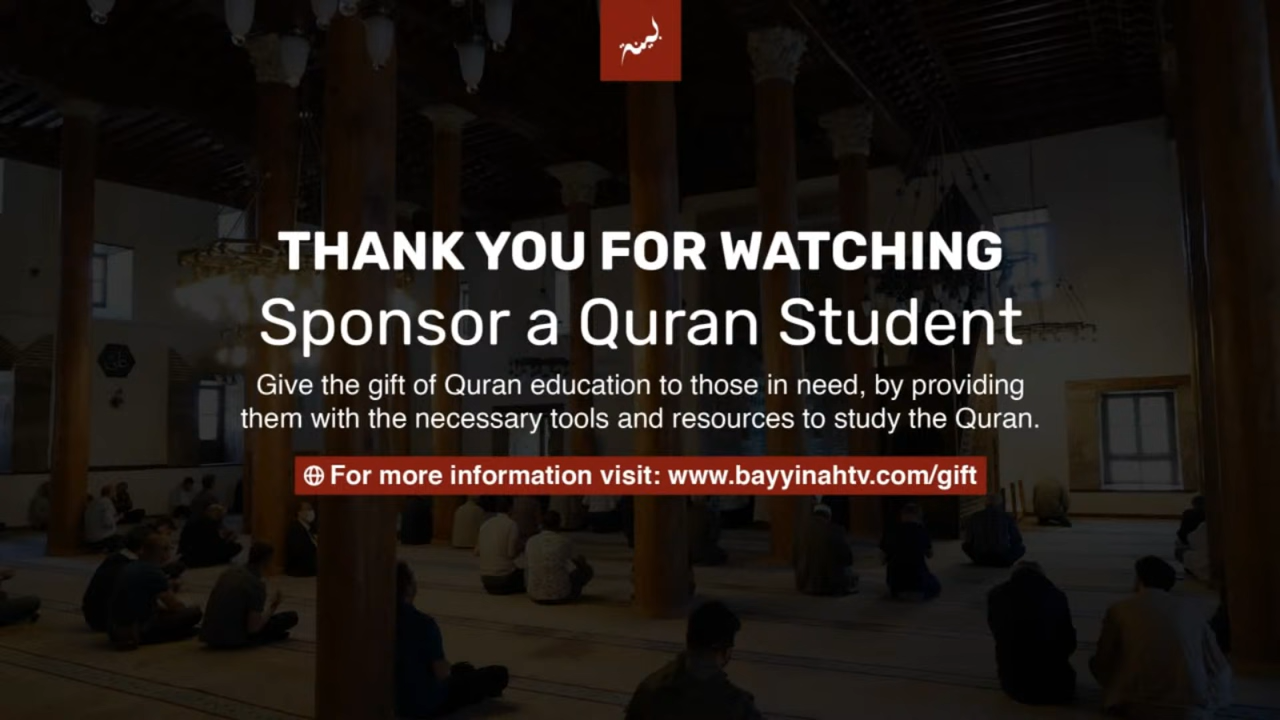 THANK YOU FOR WATCHING
Sponsor a Quran Student
Give the gift of Quran education to those in need, by providing
them with the necessary tools and resources to study the Quran.
For more information visit: www.bayyinahtv.com/gift